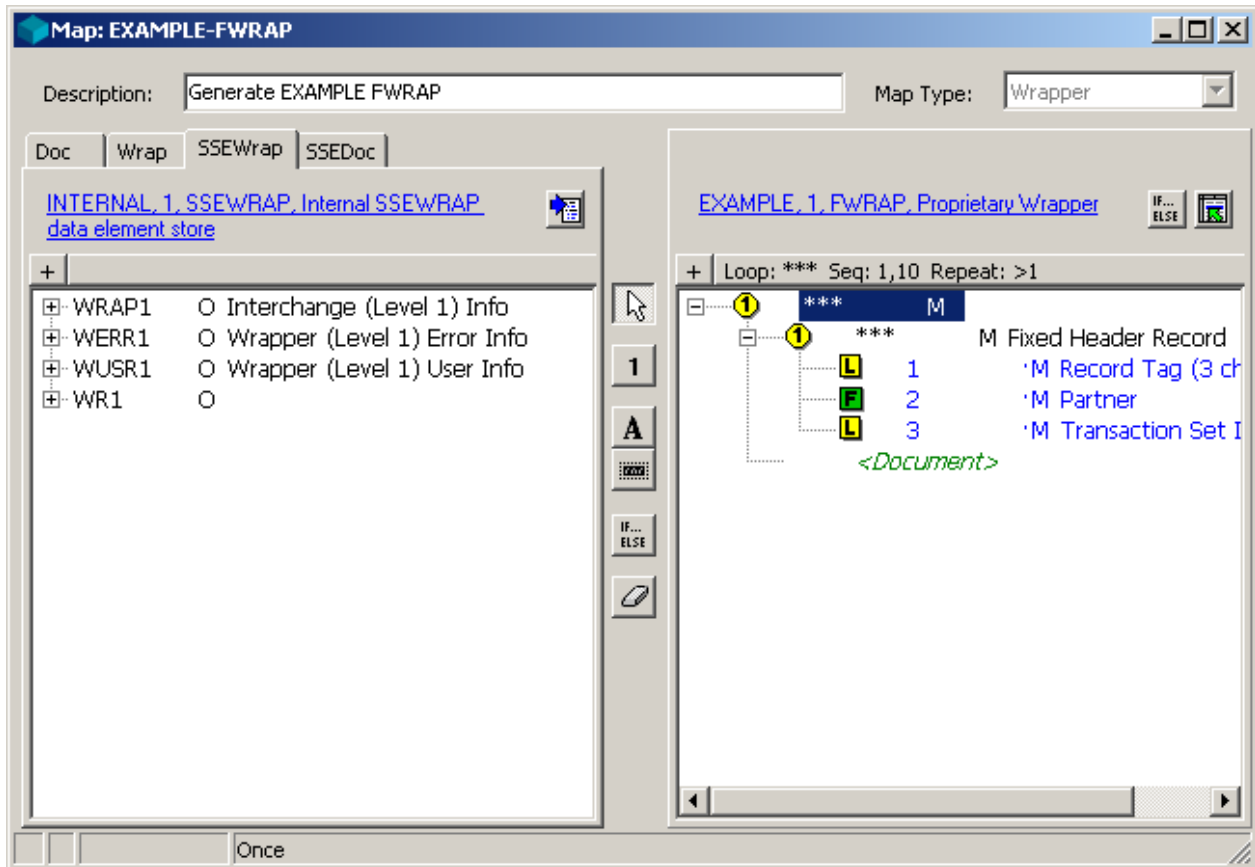 Map: EXAMPLE-FWRAP
Description: Generate EXAMPLE FWRAP Map Type: Wrapper
Doc Wrap SSEWrap SSEDoc
INTERNAL, 1, SSEWRAP, Internal SSEWRAP
data element store
EXAMPLE, 1, FWRAP, Proprietary Wrapper
IF...
ELSE
+
WRAP1 O Interchange (Level 1) Info
WERR1 O Wrapper (Level 1) Error Info
WUSR1 O Wrapper (Level 1) User Info
WR1 O
1
A
IF...
ELSE
+ Loop: *** Seq: 1,10 Repeat: >1
1 *** M
1 *** M Fixed Header Record
L 1 M Record Tag (3 ch
F 2 M Partner
L 3 M Transaction Set I
<Document>
Once